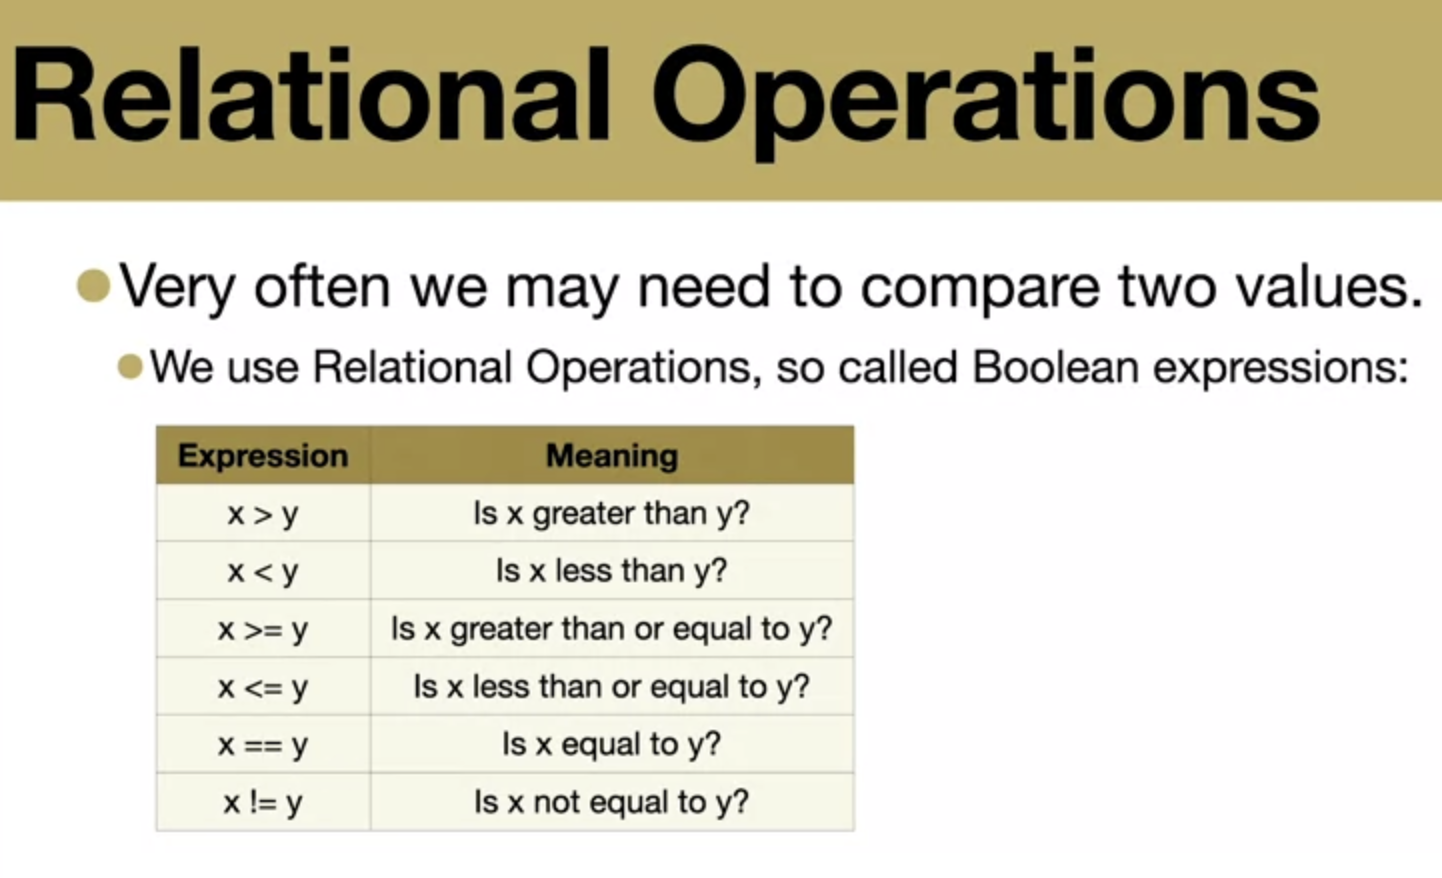 Relational Operations
Very often we may need to compare two values.
We use Relational Operations, so called Boolean expressions:
Expression Meaning
x > y Is x greater than y?
x < y Is x less than y?
x >= y Is x greater than or equal to y?
x <= y Is x less than or equal to y?
x == y Is x equal to y?
x != y Is x not equal to y?